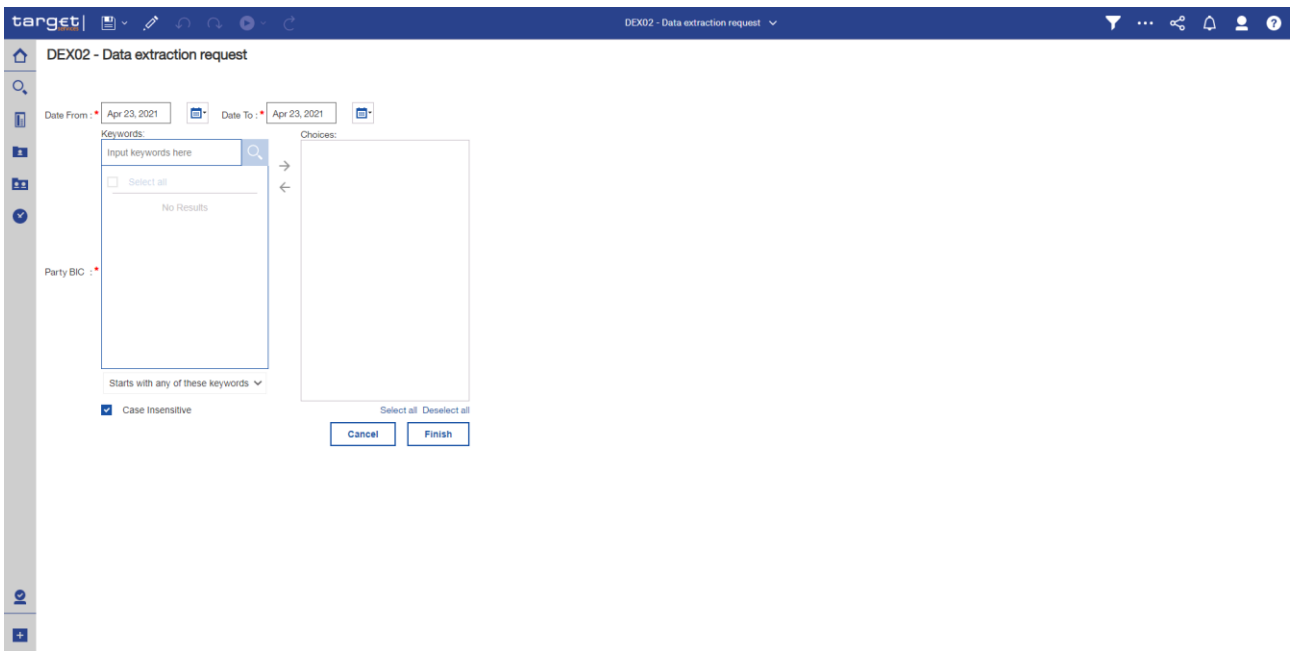 target| DEX02 - Data extraction request
services
DEX02 - Data extraction request
Date From : * Apr 23, 2021 Date To : * Apr 23, 2021
Keywords: Choices:
Input keywords here
Select all
No Results
Party BIC : *
Starts with any of these keywords
Case Insensitive Select all Deselect all
Cancel Finish